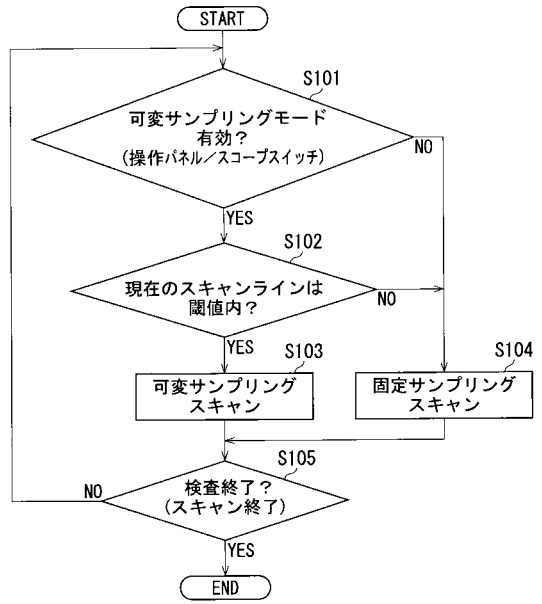 START
S101
可変サンプリングモード
有効？
(操作パネル／スコープスイッチ)
NO
YES
S102
現在のスキャンラインは
閾値内？
NO
YES
S103
可変サンプリング
スキャン
S104
固定サンプリング
スキャン
S105
検査終了？
(スキャン終了)
NO
YES
END